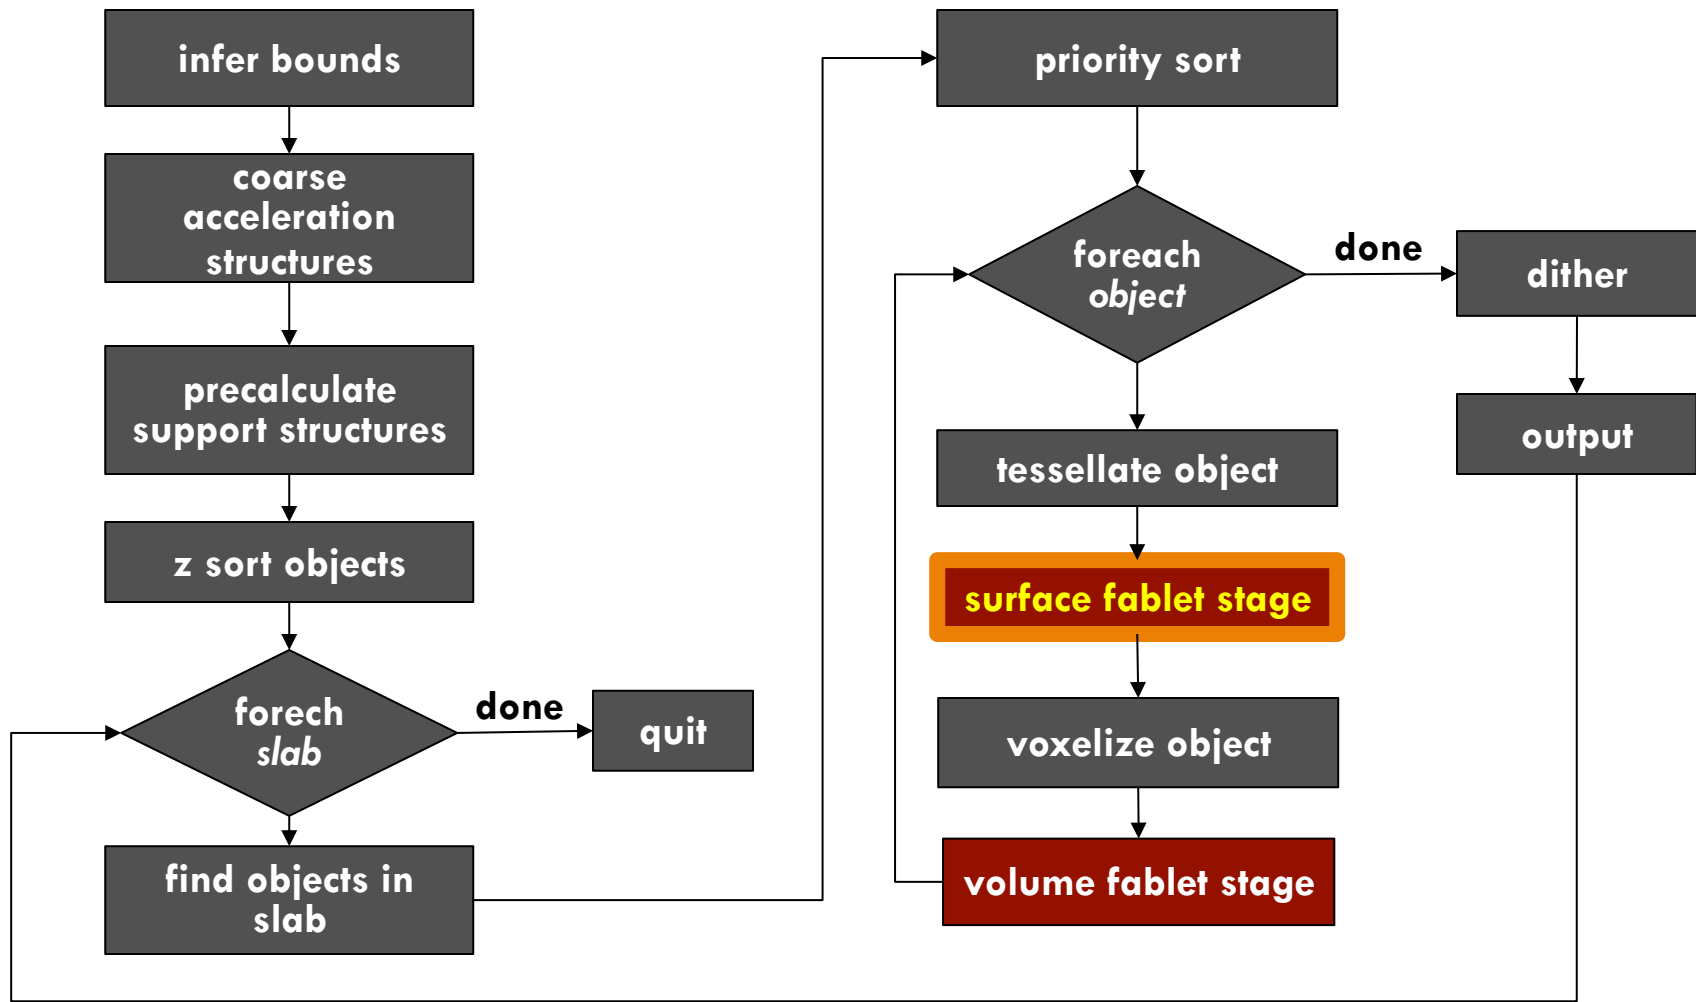 infer bounds
coarse
acceleration
structures
precalculate
support structures
z sort objects
forech
slab
done
quit
find objects in
slab
priority sort
foreach
object
done
dither
output
tessellate object
surface fablet stage
voxelize object
volume fablet stage